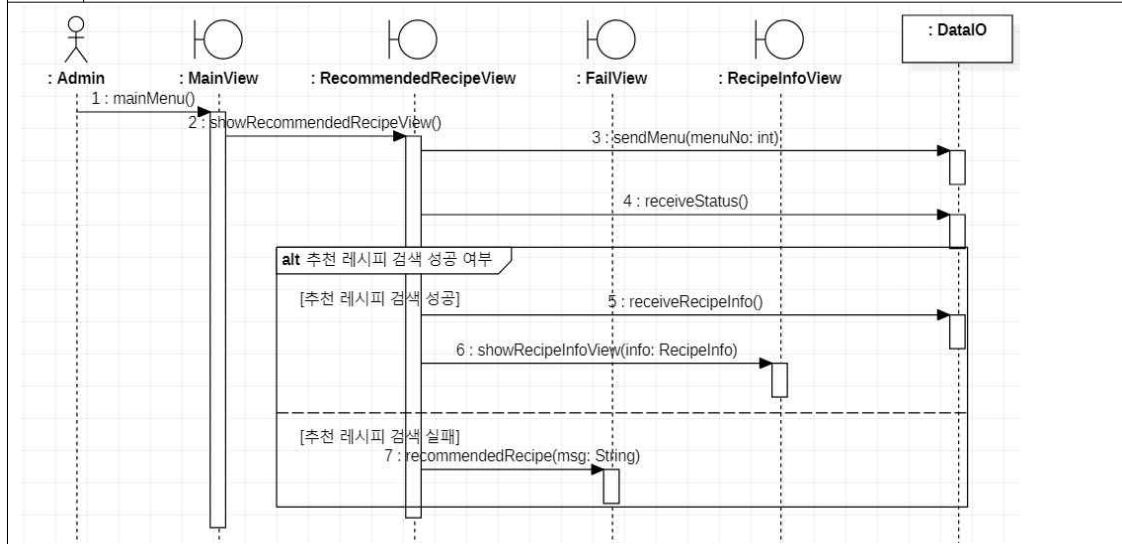 : Admin
: MainView
: RecommendedRecipeView
: FailView
: RecipeInfoView
: DataIO
1 : mainMenu()
2 : showRecommendedRecipeView()
3 : sendMenu(menuNo: int)
4 : receiveStatus()
alt 추천 레시피 검색 성공 여부
[추천 레시피 검색 성공]
5 : receiveRecipeInfo()
6 : showRecipeInfoView(info: RecipeInfo)
[추천 레시피 검색 실패]
7 : recommendedRecipe(msg: String)